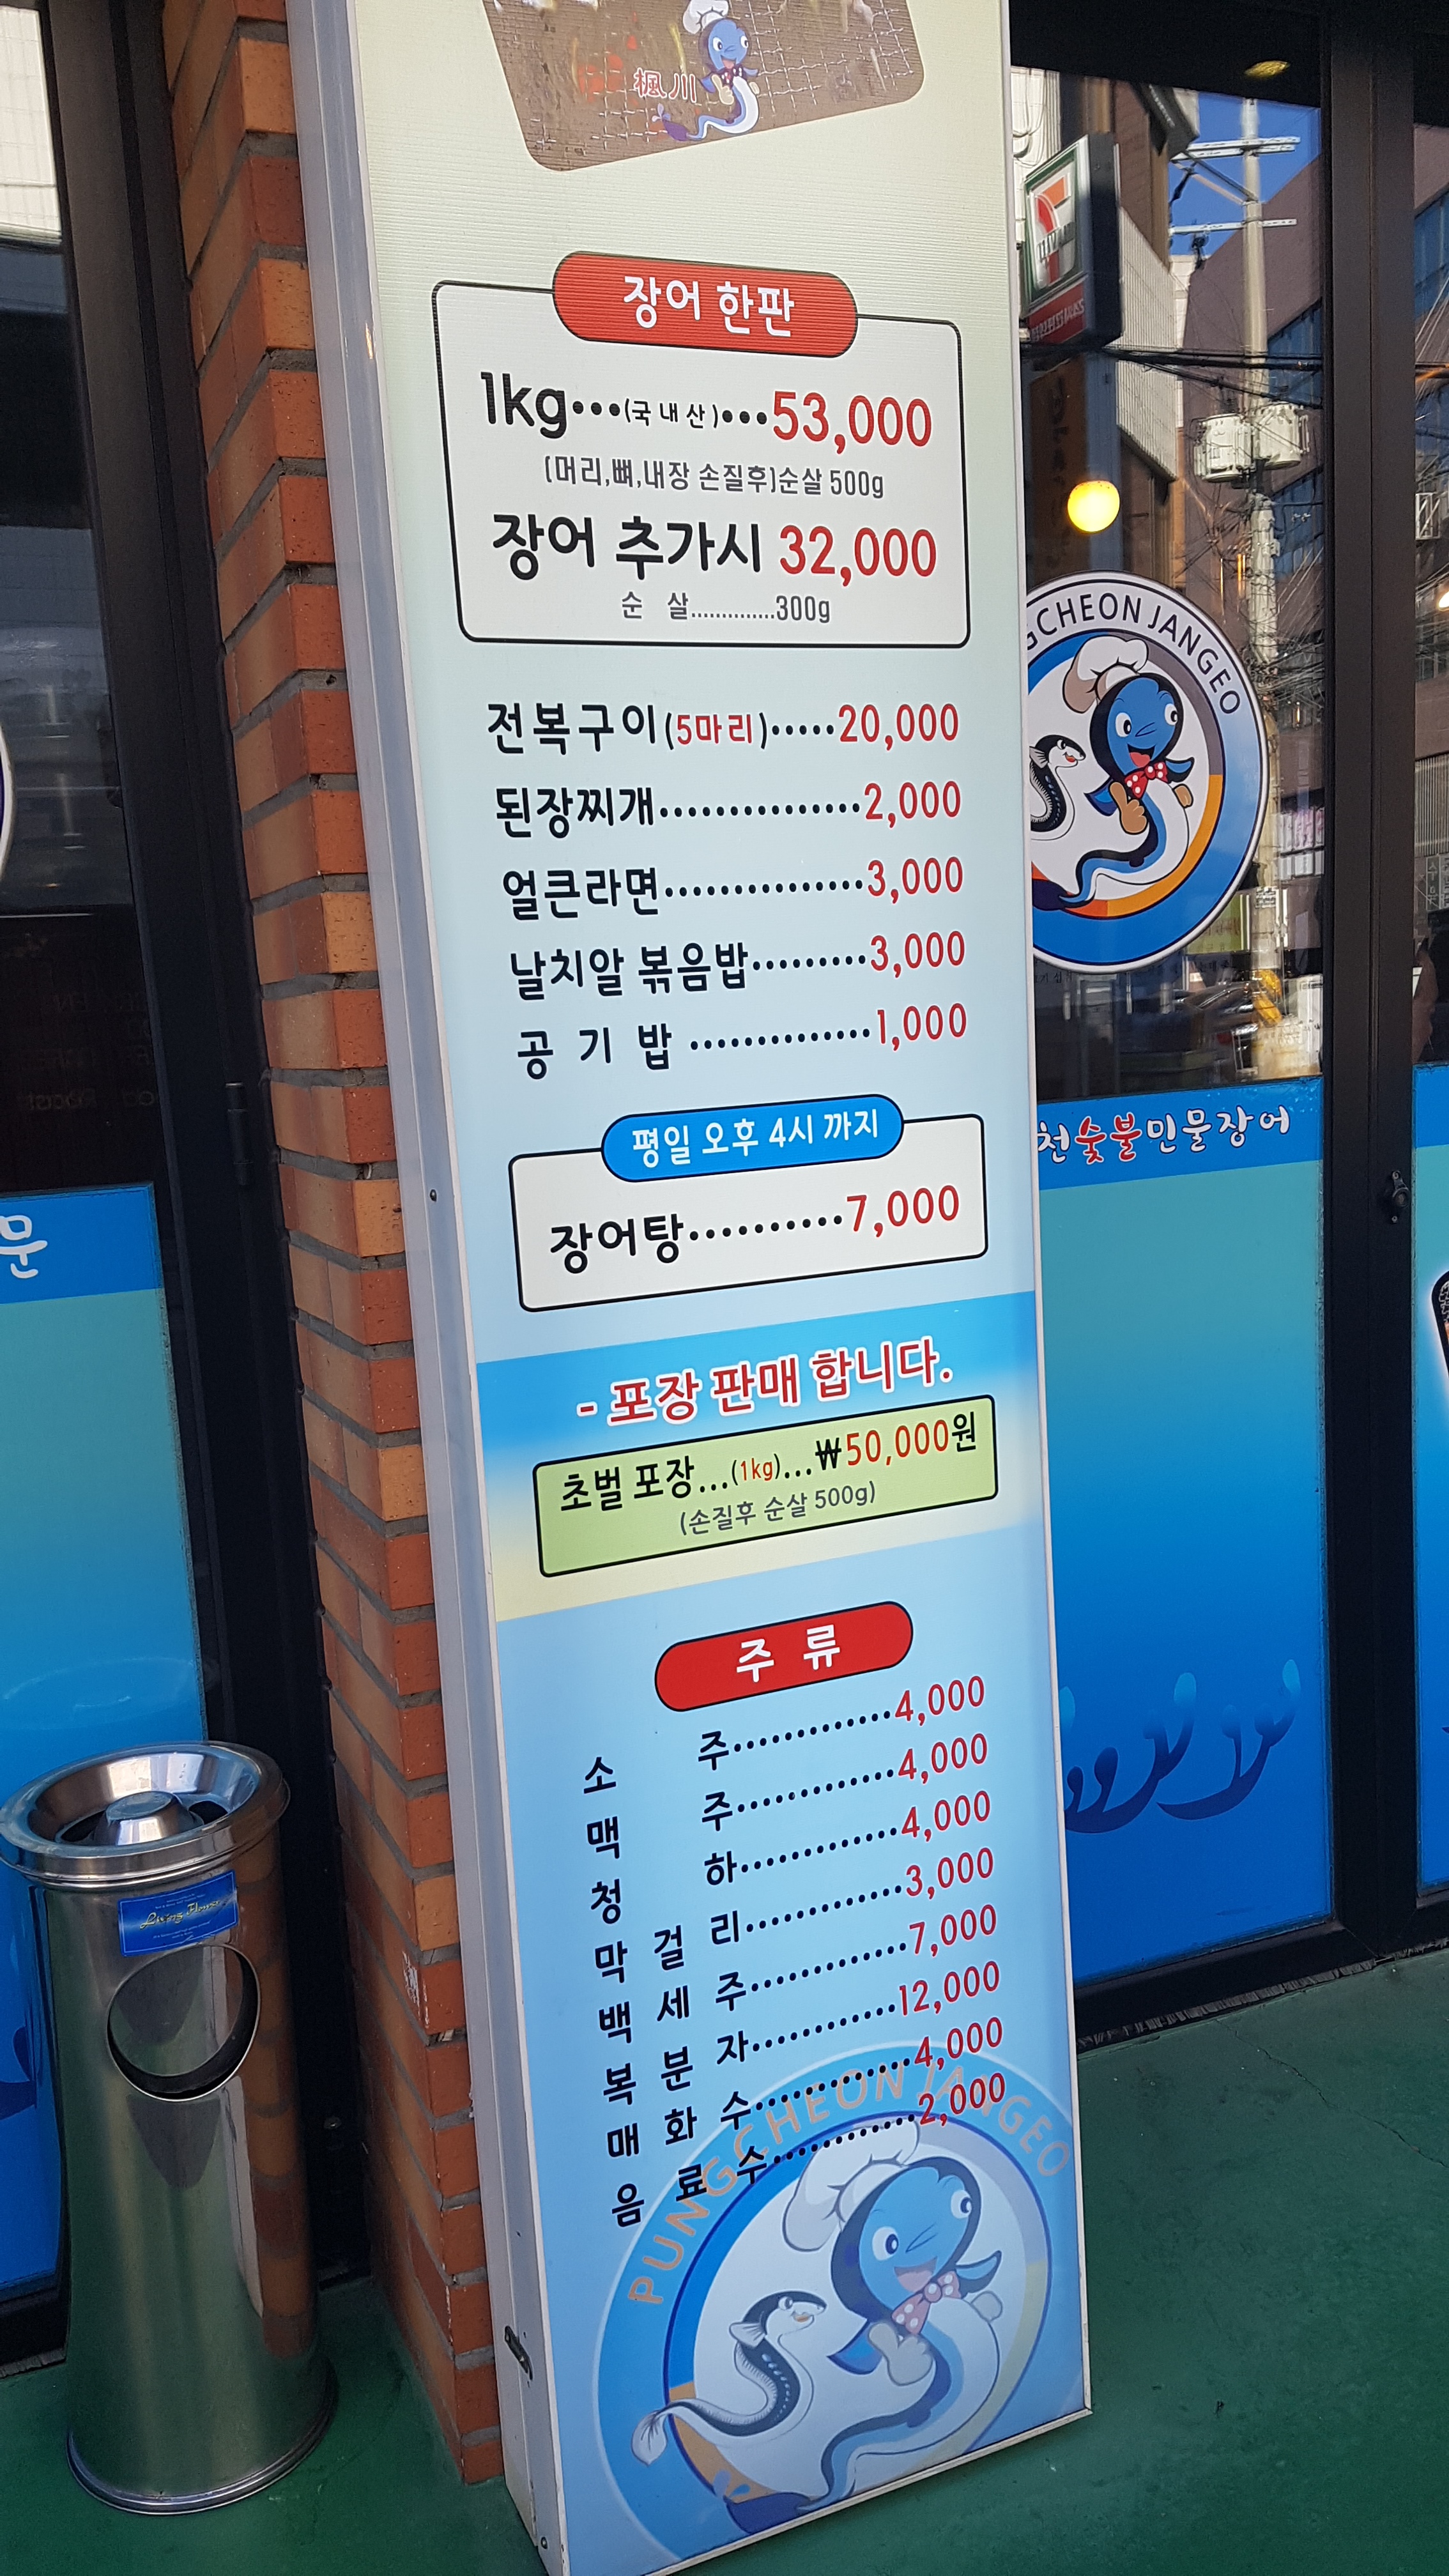 楓川
장어 한판
1kg•••(국내산)•••53,000
(머리,뼈,내장 손질후)순살 500g
장어 추가시 32,000
순 살..............300g
전복구이(5마리)•••••20,000
된장찌개•••••••••••••••2,000
얼큰라면•••••••••••••••3,000
날치알 볶음밥•••••••••3,000
공 기 밥 •••••••••••••1,000
평일 오후 4시 까지
장어탕••••••••••7,000
- 포장 판매 합니다.
초벌 포장...(1kg)...₩50,000원
(손질후 순살 500g)
주 류
소 주•••••••••••••4,000
맥 주•••••••••••••4,000
청 하•••••••••••••4,000
막 걸 리•••••••••••••3,000
백 세 주•••••••••••••7,000
복 분 자••••••••••••12,000
매 화 수•••••••••••••4,000
음 료 수••••••••••••2,000
PUNGCHEON JANGEO
GCHEON JANGEO
천숯불민물장어
문
Living House